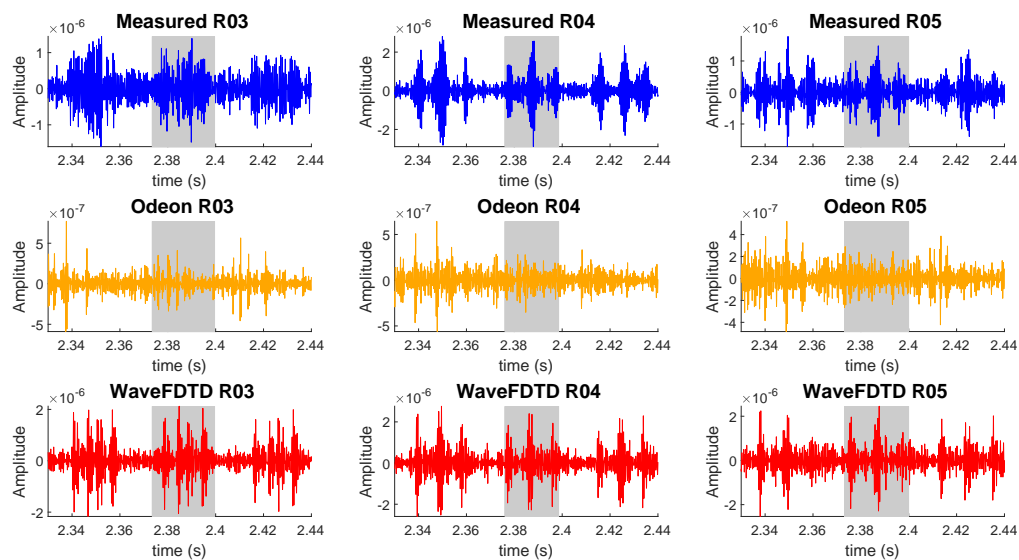 Measured R03
×10⁻⁶
Amplitude
1
0
-1
2.34 2.36 2.38 2.4 2.42 2.44
time (s)
Measured R04
×10⁻⁶
Amplitude
2
0
-2
2.34 2.36 2.38 2.4 2.42 2.44
time (s)
Measured R05
×10⁻⁶
Amplitude
1
0
-1
2.34 2.36 2.38 2.4 2.42 2.44
time (s)
Odeon R03
×10⁻⁷
Amplitude
5
0
-5
2.34 2.36 2.38 2.4 2.42 2.44
time (s)
Odeon R04
×10⁻⁷
Amplitude
5
0
-5
2.34 2.36 2.38 2.4 2.42 2.44
time (s)
Odeon R05
×10⁻⁷
Amplitude
4
2
0
-2
-4
2.34 2.36 2.38 2.4 2.42 2.44
time (s)
WaveFDTD R03
×10⁻⁶
Amplitude
2
0
-2
2.34 2.36 2.38 2.4 2.42 2.44
time (s)
WaveFDTD R04
×10⁻⁶
Amplitude
2
0
-2
2.34 2.36 2.38 2.4 2.42 2.44
time (s)
WaveFDTD R05
×10⁻⁶
Amplitude
2
0
-2
2.34 2.36 2.38 2.4 2.42 2.44
time (s)